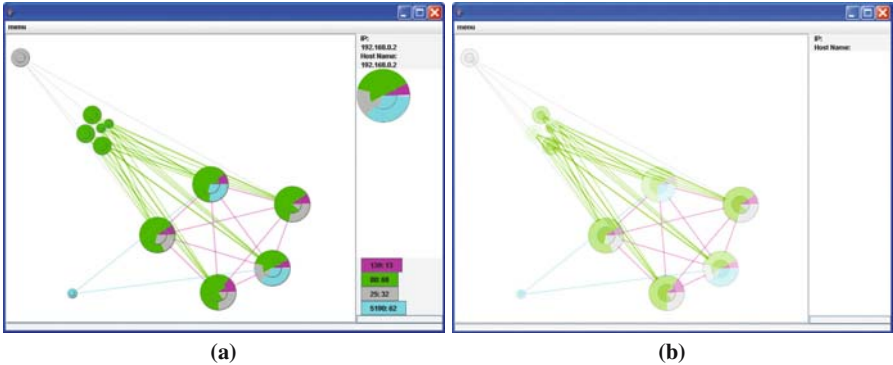 menu
IP:
192.168.0.2
Host Name:
192.168.0.2
139: 13
80: 68
25: 32
5190: 62
(a)
menu
IP:
Host Name:
(b)